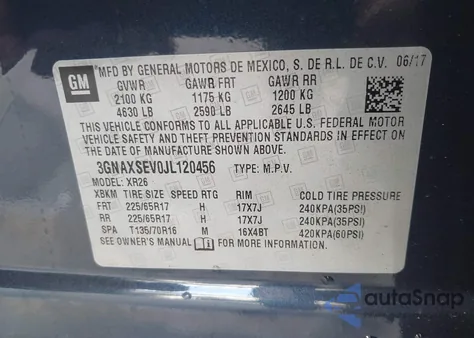 GM
MFD BY GENERAL MOTORS DE MEXICO, S. DE R.L. DE C.V. 06/17
GVWR GAWR FRT GAWR RR
2100 KG 1175 KG 1200 KG
4630 LB 2590 LB 2645 LB
THIS VEHICLE CONFORMS TO ALL APPLICABLE U.S. FEDERAL MOTOR
VEHICLE SAFETY AND THEFT PREVENTION STANDARDS IN EFFECT ON
THE DATE OF MANUFACTURE SHOWN ABOVE.
3GNAXSEV0JL120456 TYPE: M.P.V.
MODEL: XR26
XBKM TIRE SIZE SPEED RTG RIM COLD TIRE PRESSURE
FRT 225/65R17 H 17X7J 240KPA(35PSI)
RR 225/65R17 H 17X7J 240KPA(35PSI)
SPA T135/70R16 M 16X4BT 420KPA(60PSI)
SEE OWNER'S MANUAL FOR MORE INFORMATION.
autoSnap